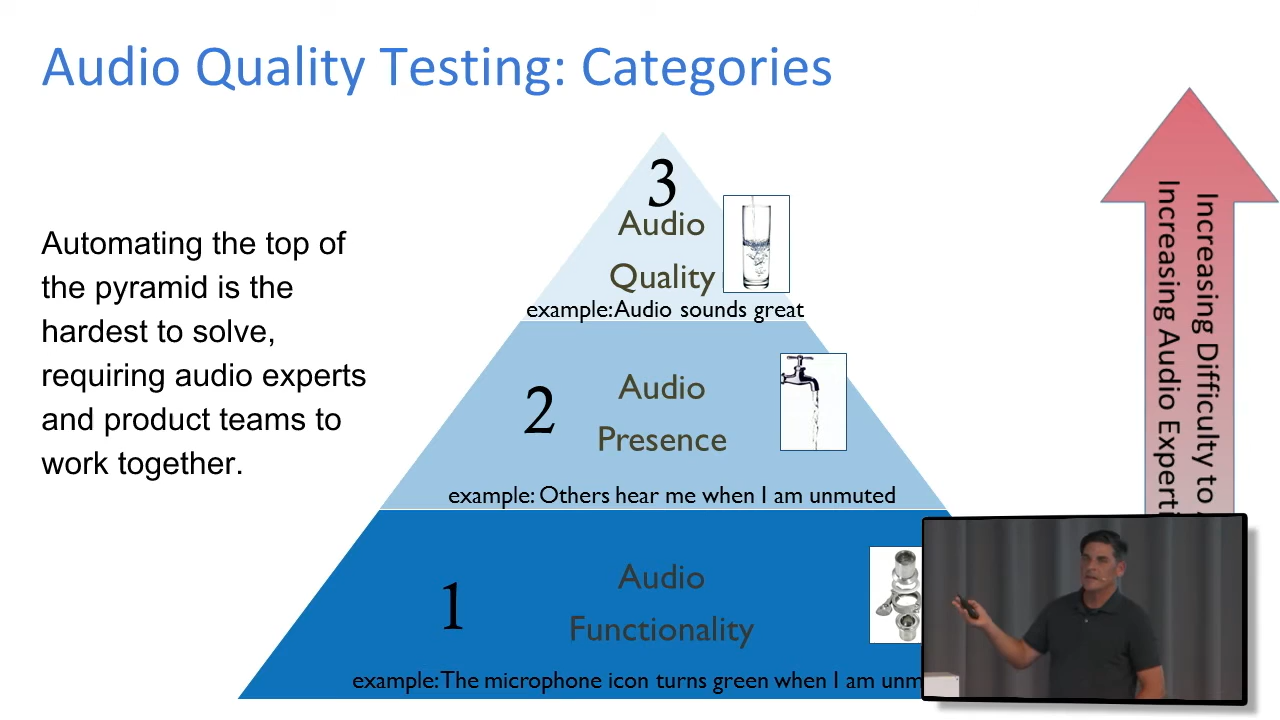 Audio Quality Testing: Categories
Automating the top of
the pyramid is the
hardest to solve,
requiring audio experts
and product teams to
work together.
3
Audio
Quality
example: Audio sounds great
2
Audio
Presence
example: Others hear me when I am unmuted
1
Audio
Functionality
example: The microphone icon turns green when I am
Increasing Difficulty to
Increasing Audio